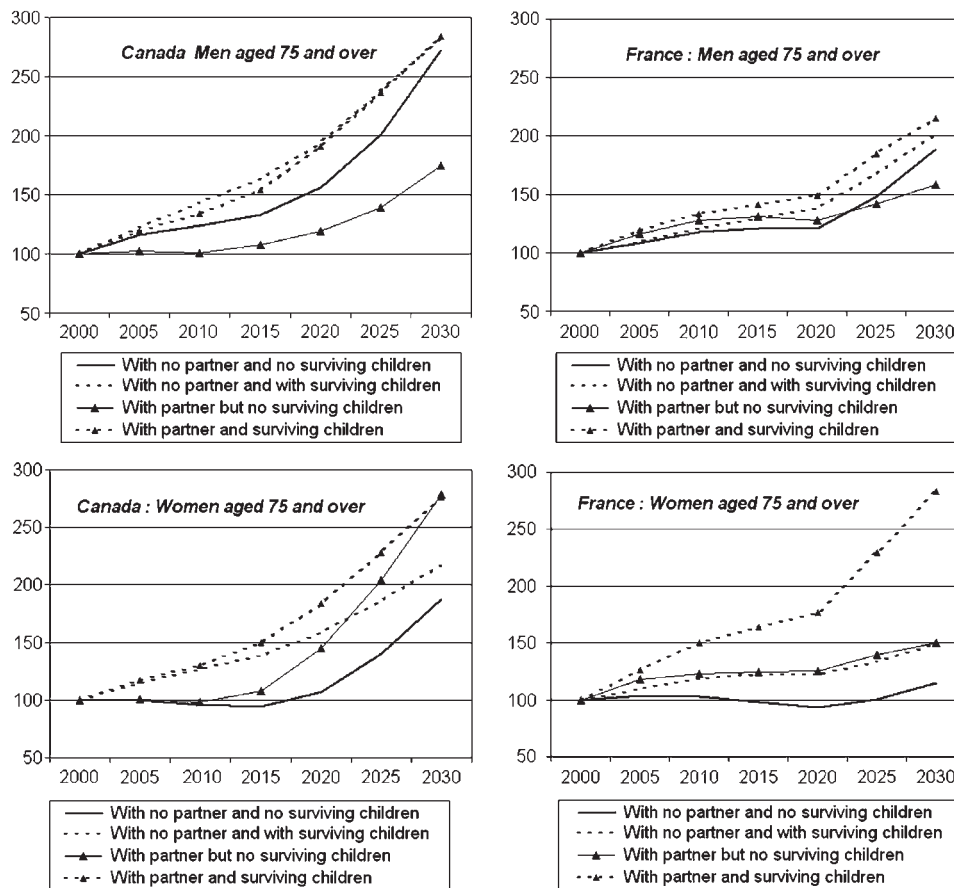 Canada Men aged 75 and over
300
250
200
150
100
50
2000 2005 2010 2015 2020 2025 2030
With no partner and no surviving children
With no partner and with surviving children
With partner but no surviving children
With partner and surviving children
France : Men aged 75 and over
300
250
200
150
100
50
2000 2005 2010 2015 2020 2025 2030
With no partner and no surviving children
With no partner and with surviving children
With partner but no surviving children
With partner and surviving children
Canada : Women aged 75 and over
300
250
200
150
100
50
2000 2005 2010 2015 2020 2025 2030
With no partner and no surviving children
With no partner and with surviving children
With partner but no surviving children
With partner and surviving children
France : Women aged 75 and over
300
250
200
150
100
50
2000 2005 2010 2015 2020 2025 2030
With no partner and no surviving children
With no partner and with surviving children
With partner but no surviving children
With partner and surviving children